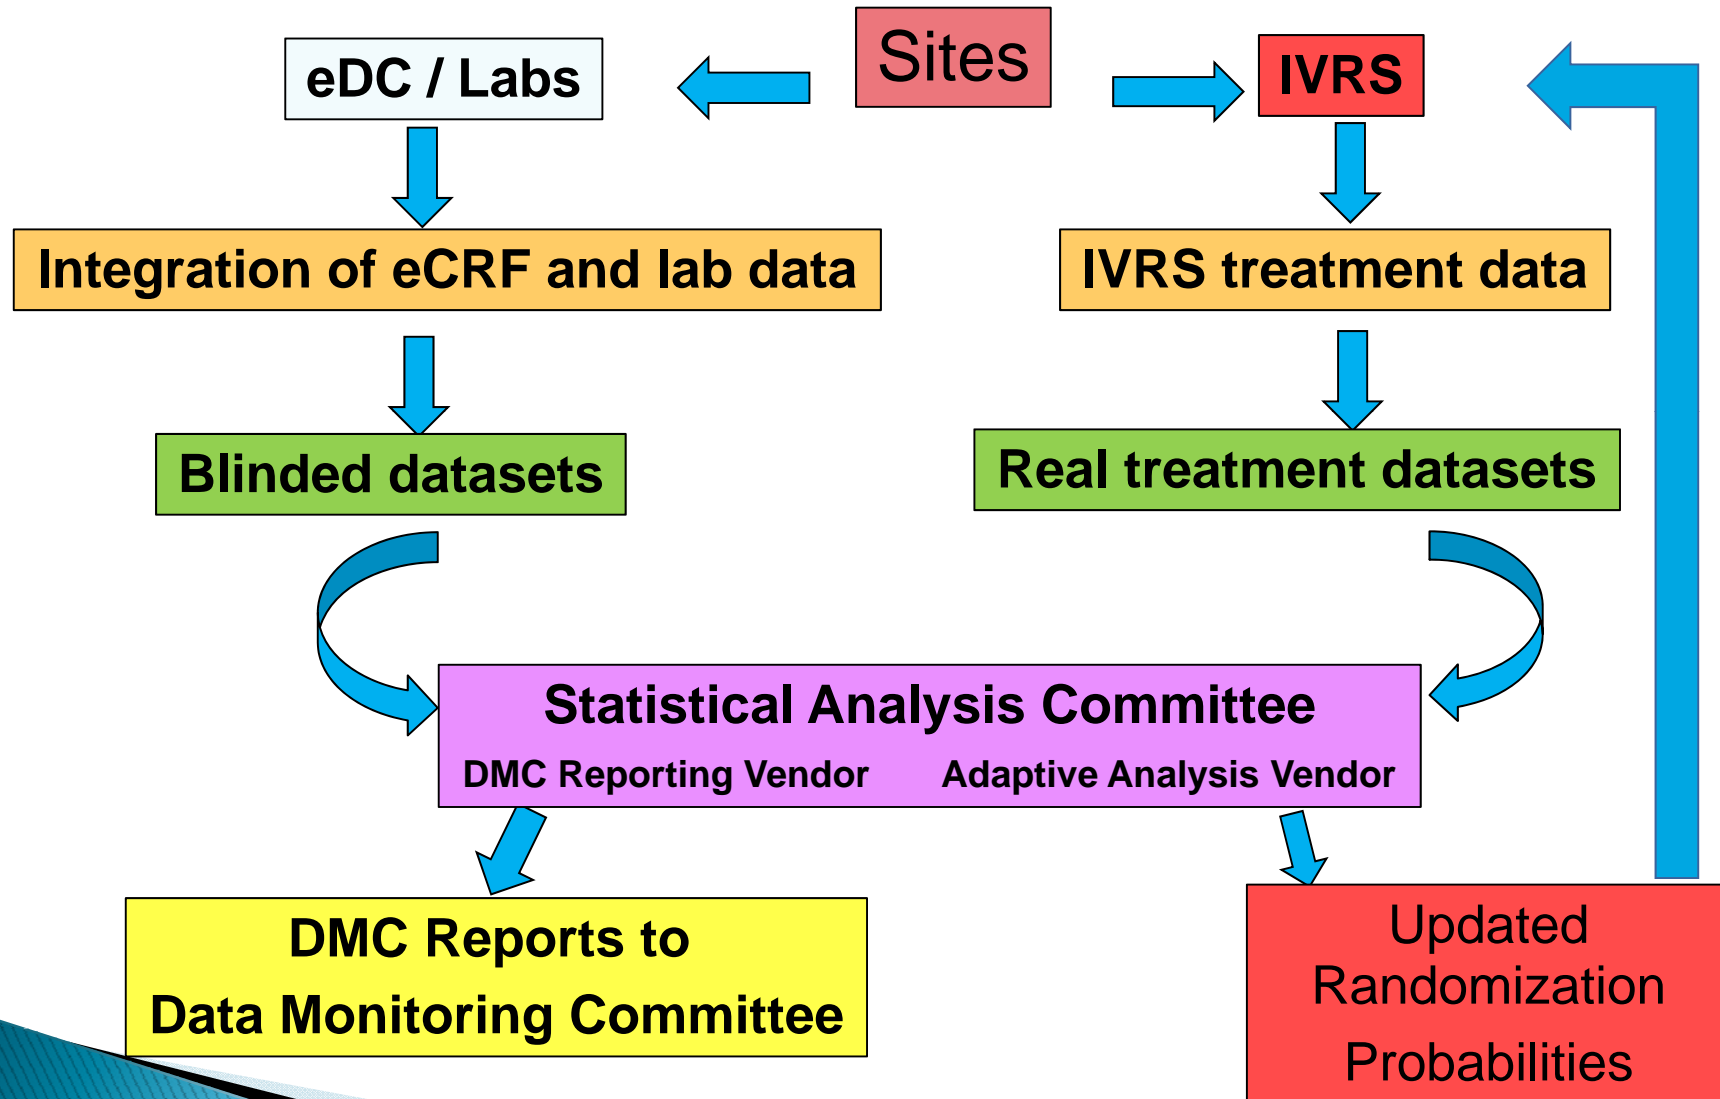 eDC / Labs
Sites
IVRS
Integration of eCRF and lab data
IVRS treatment data
Blinded datasets
Real treatment datasets
Statistical Analysis Committee
DMC Reporting Vendor
Adaptive Analysis Vendor
DMC Reports to
Data Monitoring Committee
Updated
Randomization
Probabilities